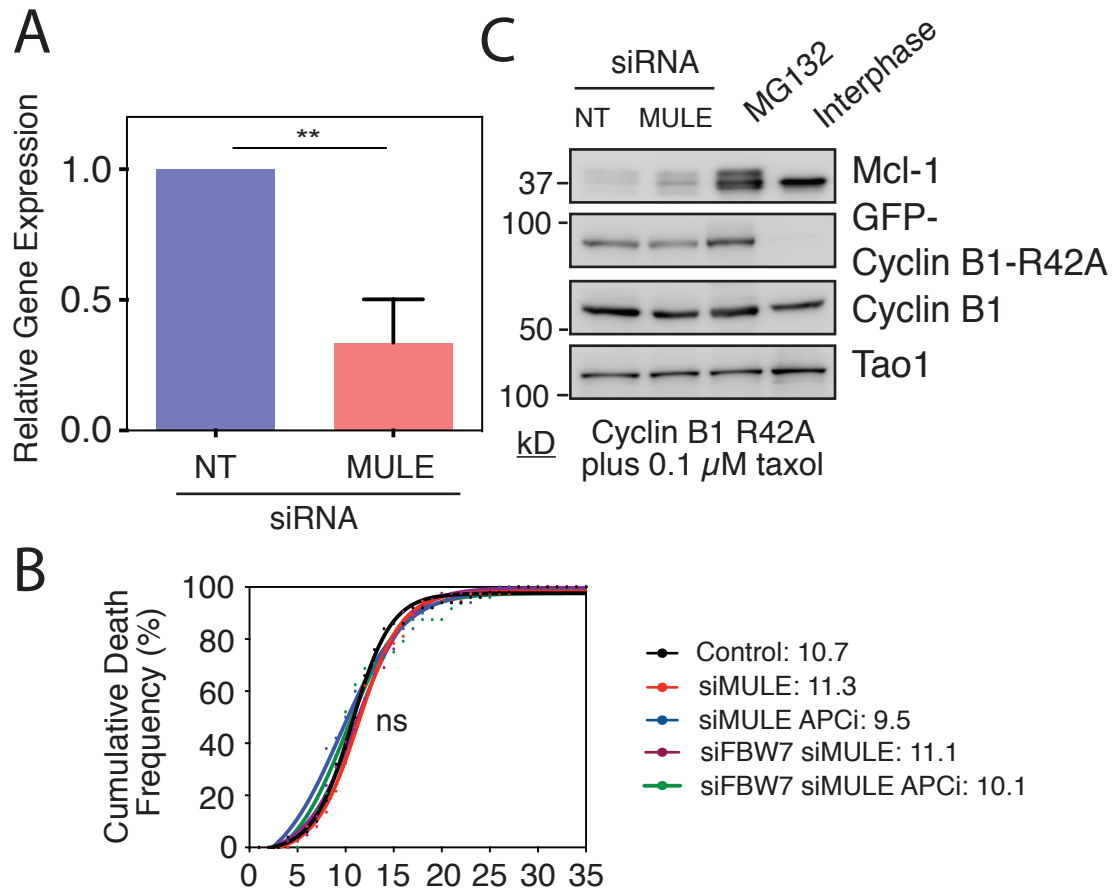 A
Relative Gene Expression
1.0
0.5
0.0
**
NT
MULE
siRNA
C
siRNA
NT
MULE
MG132
Interphase
37
100
50
100
kD
Mcl-1
GFP-
Cyclin B1-R42A
Cyclin B1
Tao1
Cyclin B1 R42A
plus 0.1 µM taxol
B
Cumulative Death
Frequency (%)
100
80
60
40
20
0
0 5 10 15 20 25 30 35
ns
Control: 10.7
siMULE: 11.3
siMULE APCi: 9.5
siFBW7 siMULE: 11.1
siFBW7 siMULE APCi: 10.1